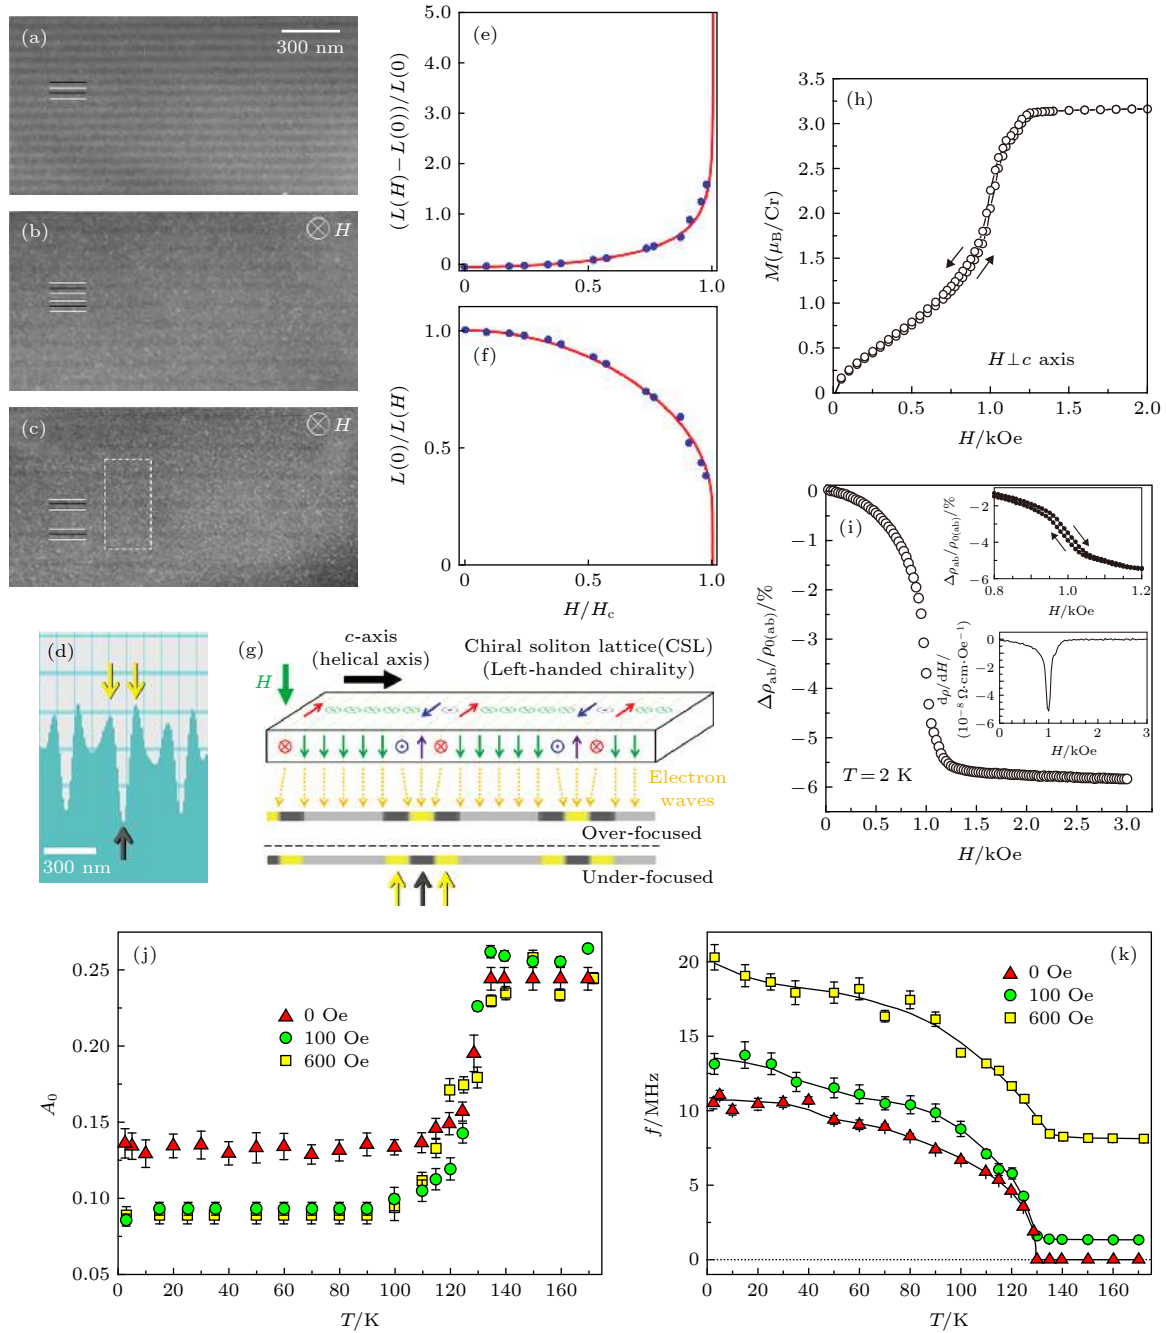 (a)
300 nm
(b)
⊗ H
(c)
⊗ H
(d)
300 nm
(e)
(L(H)−L(0))/L(0)
5.0
4.0
3.0
2.0
1.0
0
0 0.5 1.0
(f)
L(0)/L(H)
1.0
0.5
0
0 0.5 1.0
H/Hc
(g)
c-axis
(helical axis)
Chiral soliton lattice(CSL)
(Left-handed chirality)
H
Electron
waves
Over-focused
Under-focused
(h)
M(μB/Cr)
3.5
3.0
2.5
2.0
1.5
1.0
3.5
0
H⊥c axis
0 0.5 1.0 1.5 2.0
H/kOe
(i)
Δρab/ρ0(ab)/%
0
−1
−2
−3
−4
−5
−6
T=2 K
0 0.5 1.0 1.5 2.0 2.5 3.0
H/kOe
Δρab/ρ0(ab)/%
−2
−4
−6
0.8 1.0 1.2
H/kOe
dρ/dH/
(10−8 Ω·cm·Oe−1)
0
−2
−4
−6
0 1 2 3
H/kOe
(j)
A0
0.25
0.20
0.15
0.10
0.05
0 Oe
100 Oe
600 Oe
0 20 40 60 80 100 120 140 160
T/K
(k)
f/MHz
20
15
10
5
0
0 Oe
100 Oe
600 Oe
0 20 40 60 80 100 120 140 160
T/K